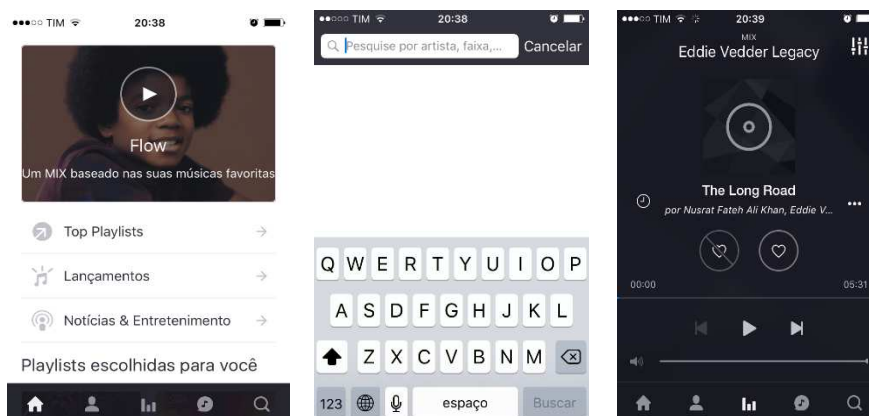 TIM 20:38
Flow
Um MIX baseado nas suas músicas favoritas
Top Playlists
Lançamentos
Notícias & Entretenimento
Playlists escolhidas para você
TIM 20:38
Pesquise por artista, faixa,... Cancelar
Q W E R T Y U I O P
A S D F G H J K L
Z X C V B N M
123 espaço Buscar
TIM 20:39
MIX
Eddie Vedder Legacy
The Long Road
por Nusrat Fateh Ali Khan, Eddie V...
00:00 05:31